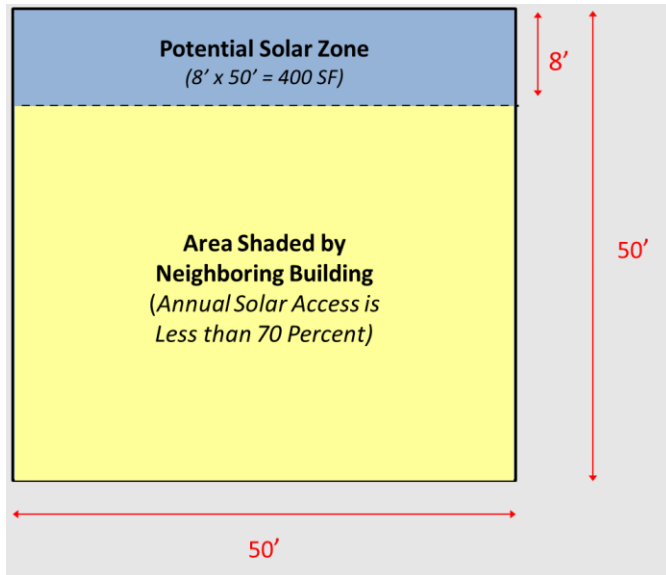 Potential Solar Zone
(8’ x 50’ = 400 SF)
8’
Area Shaded by
Neighboring Building
(Annual Solar Access is
Less than 70 Percent)
50’
50’